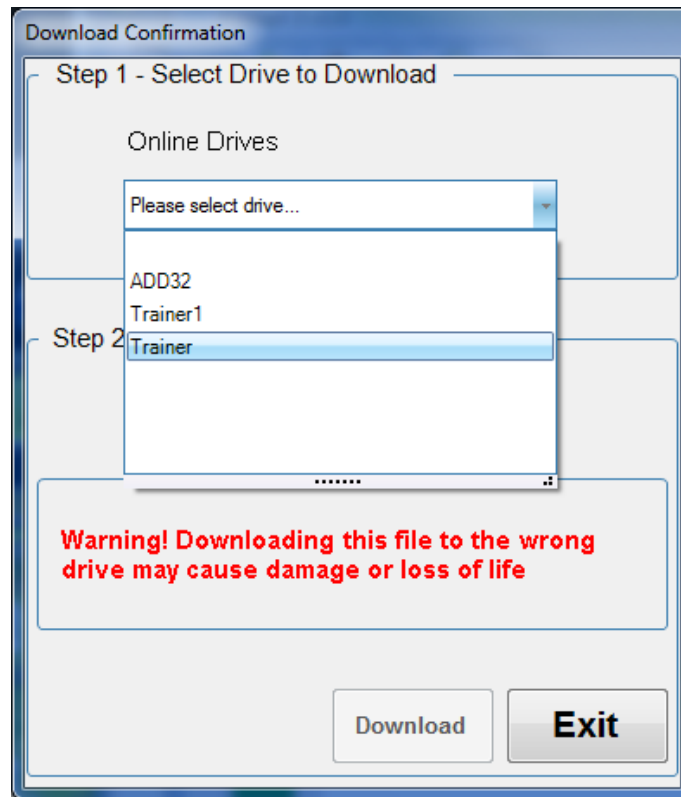 Download Confirmation
Step 1 - Select Drive to Download
Online Drives
Please select drive...
ADD32
Trainer1
Step 2
Trainer
Warning! Downloading this file to the wrong
drive may cause damage or loss of life
Download
Exit